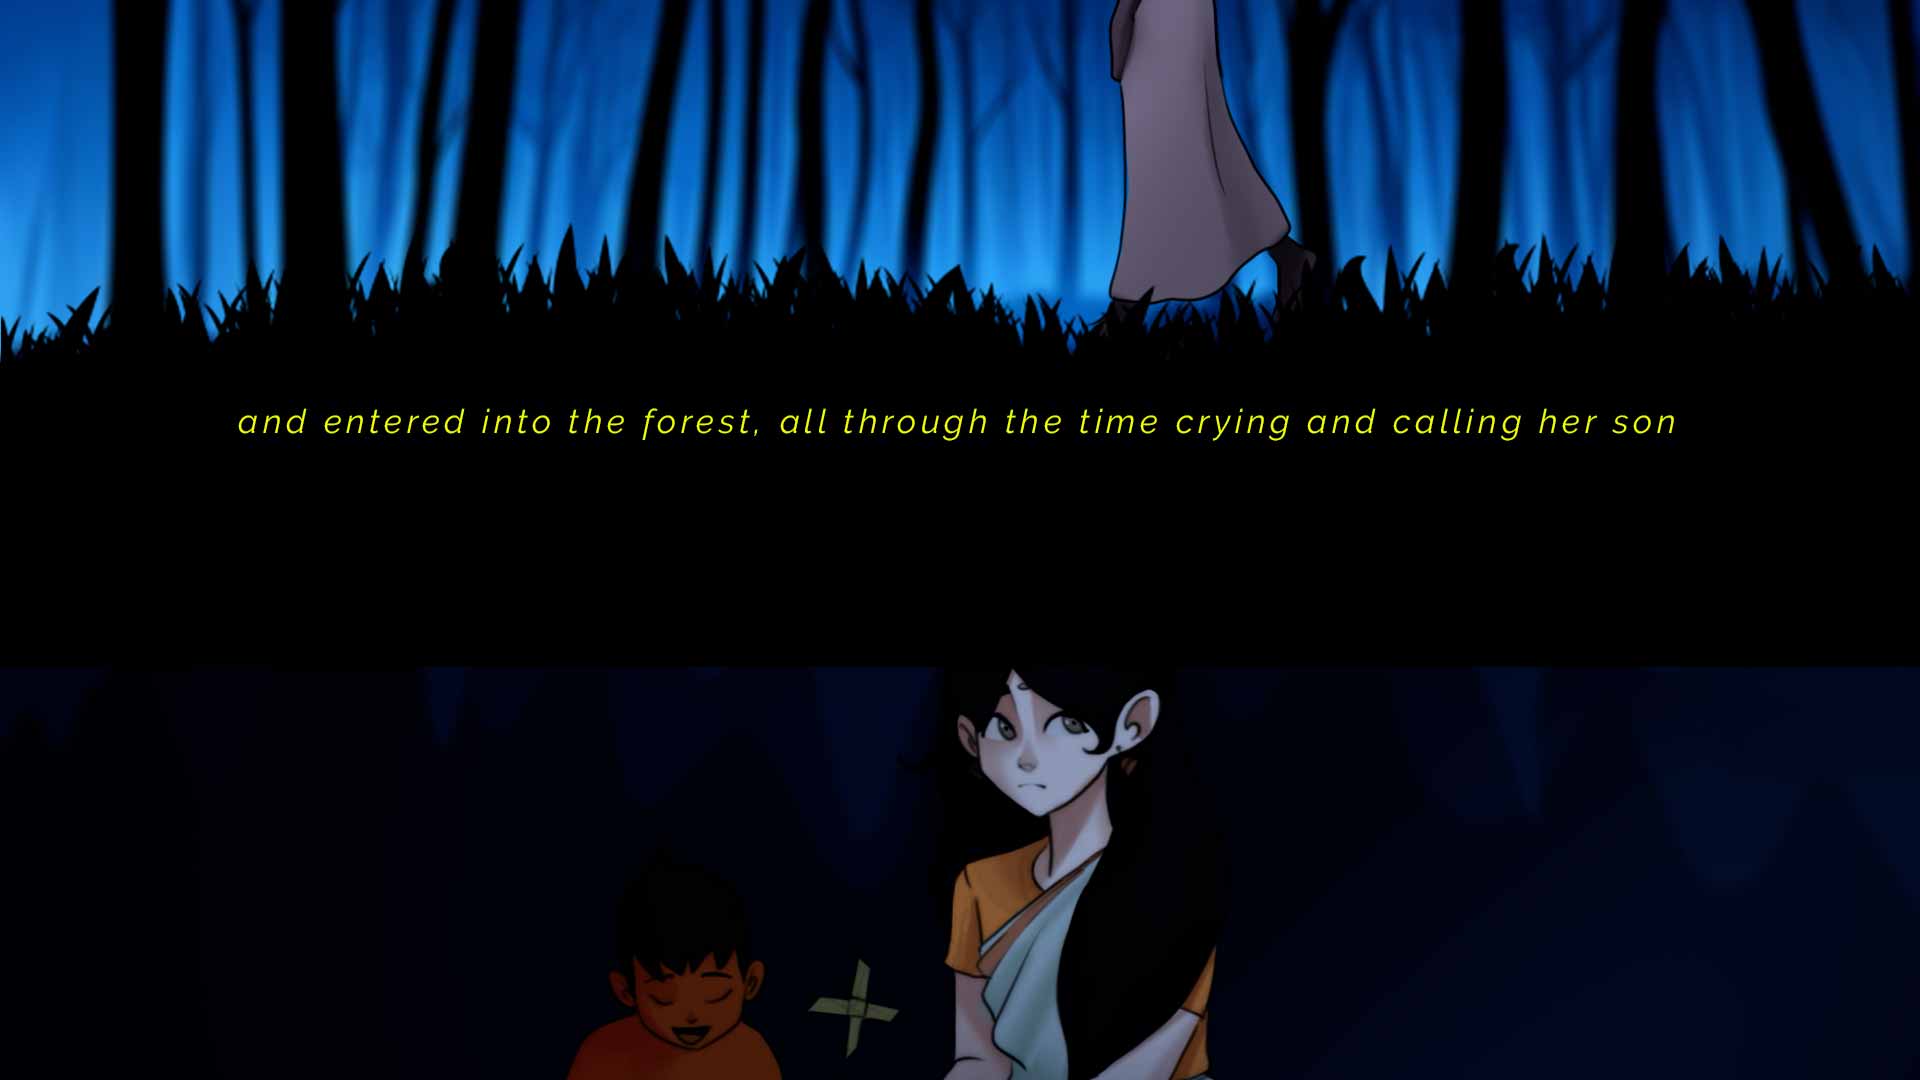 and entered into the forest, all through the time crying and calling her son